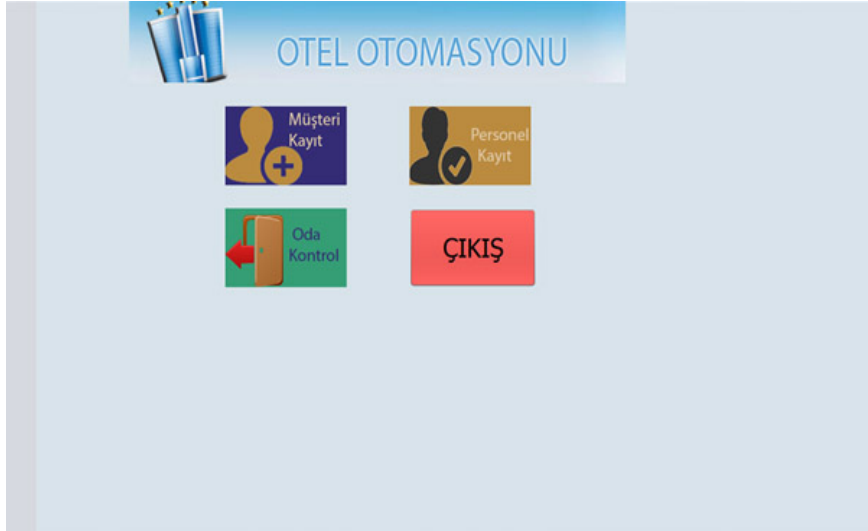 OTEL OTOMASYONU
Müşteri
Kayıt
Personel
Kayıt
Oda
Kontrol
ÇIKIŞ